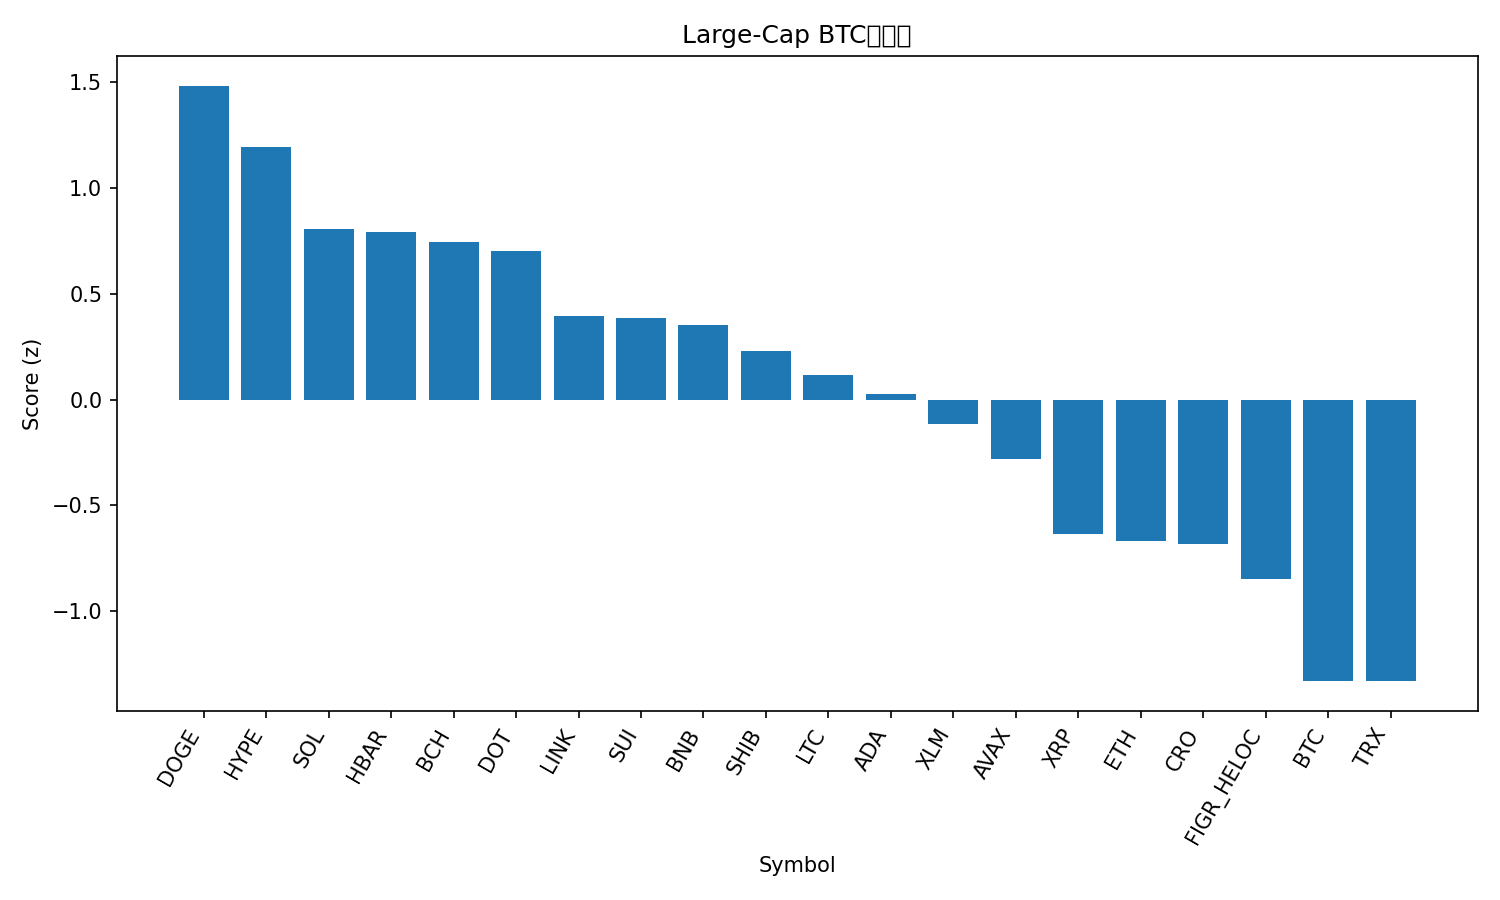 Large-Cap BTC
1.5
1.0
0.5
0.0
−0.5
−1.0
Score (z)
DOGE
HYPE
SOL
HBAR
BCH
DOT
LINK
SUI
BNB
SHIB
LTC
ADA
XLM
AVAX
XRP
ETH
CRO
FIGR_HELOC
BTC
TRX
Symbol